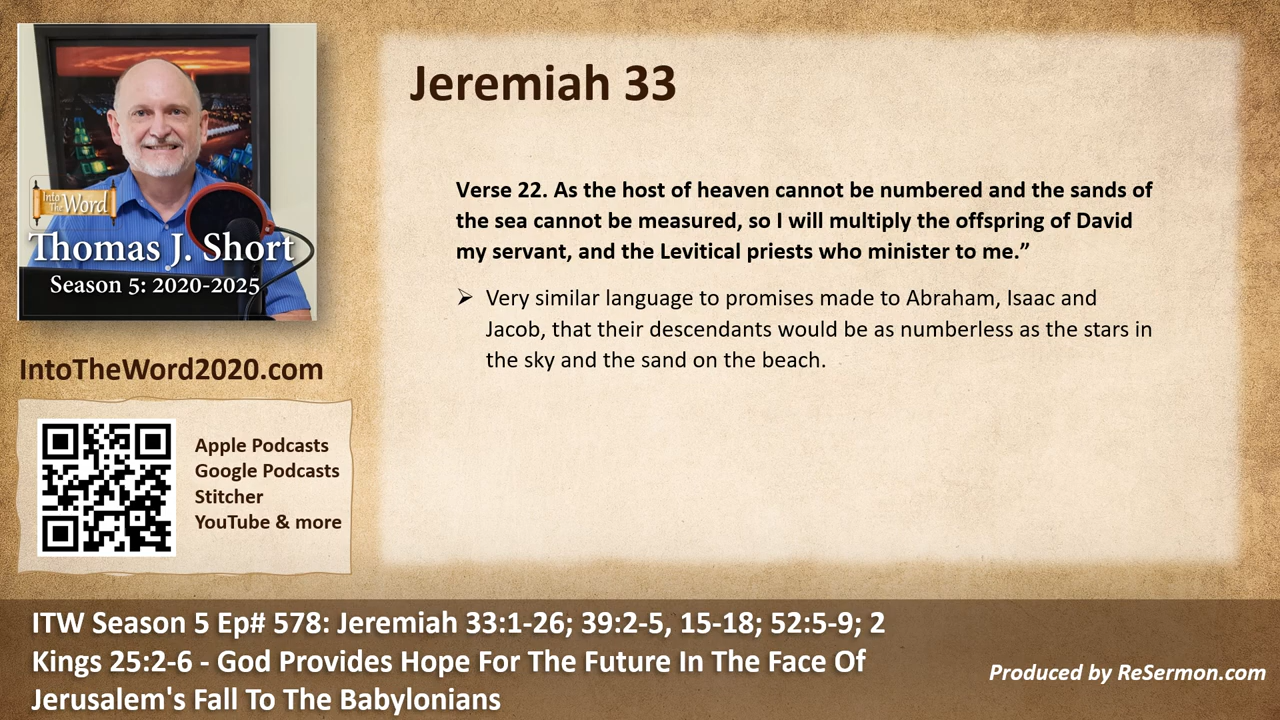 Into
The Word
Thomas J. Short
Season 5: 2020-2025
IntoTheWord2020.com
Apple Podcasts
Google Podcasts
Stitcher
YouTube & more
Jeremiah 33
Verse 22. As the host of heaven cannot be numbered and the sands of
the sea cannot be measured, so I will multiply the offspring of David
my servant, and the Levitical priests who minister to me.”
➢ Very similar language to promises made to Abraham, Isaac and
Jacob, that their descendants would be as numberless as the stars in
the sky and the sand on the beach.
ITW Season 5 Ep# 578: Jeremiah 33:1-26; 39:2-5, 15-18; 52:5-9; 2
Kings 25:2-6 - God Provides Hope For The Future In The Face Of
Jerusalem's Fall To The Babylonians
Produced by ReSermon.com